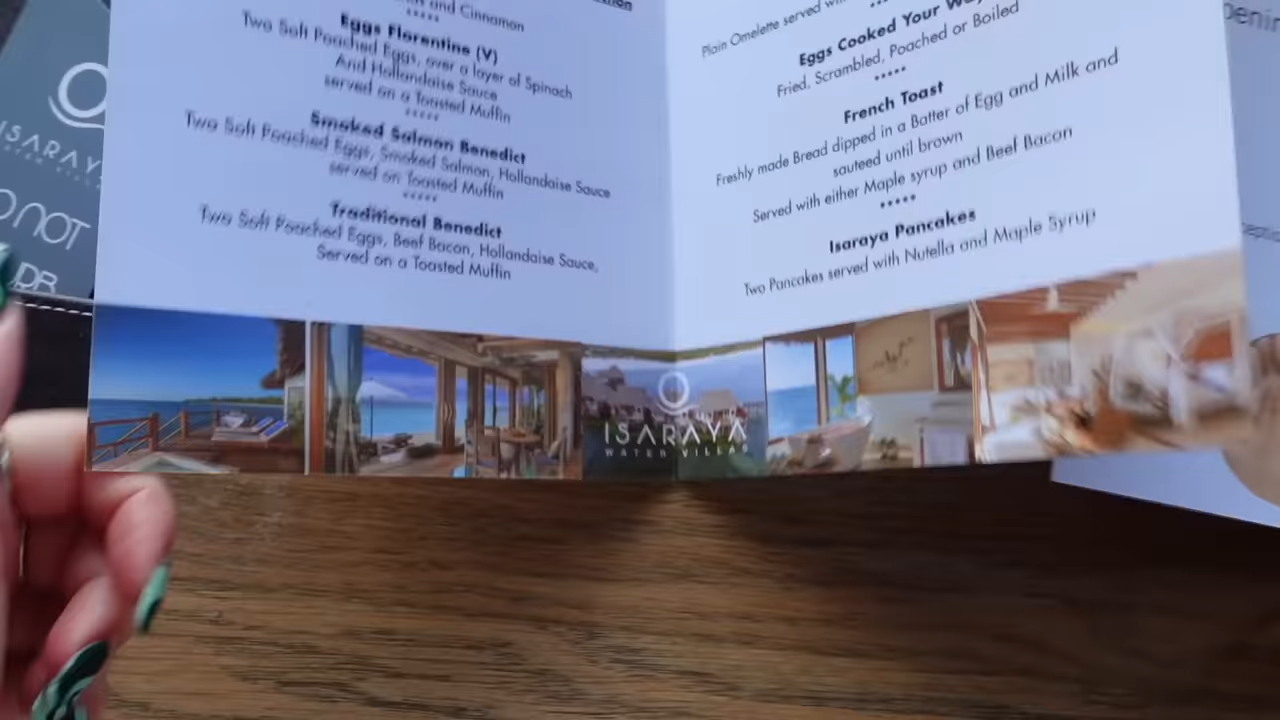 and Cinnamon
*****
Eggs Florentine (V)
Two Soft Poached Eggs, over a layer of Spinach
And Hollandaise Sauce
served on a Toasted Muffin
*****
Smoked Salmon Benedict
Two Soft Poached Eggs, Smoked Salmon, Hollandaise Sauce
served on Toasted Muffin
*****
Traditional Benedict
Two Soft Poached Eggs, Beef Bacon, Hollandaise Sauce,
Served on a Toasted Muffin
Plain Omelette served
*****
Eggs Cooked Your Way
Fried, Scrambled, Poached or Boiled
*****
French Toast
Freshly made Bread dipped in a Batter of Egg and Milk and
sauteed until brown
Served with either Maple syrup and Beef Bacon
*****
Isaraya Pancakes
Two Pancakes served with Nutella and Maple Syrup
ISARAYA
WATER VILLAS
ISARAY
NOT